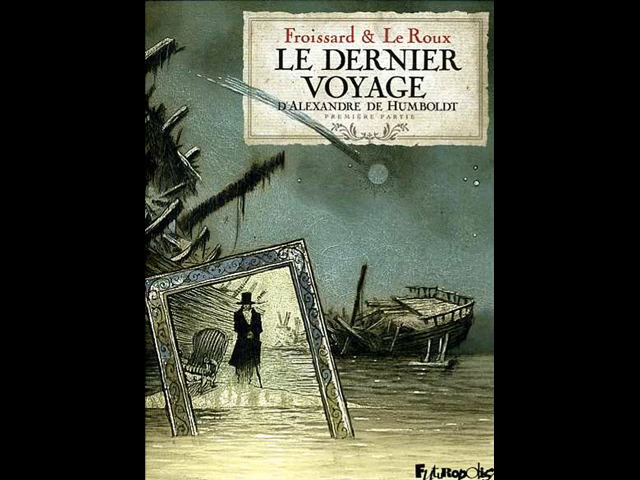 Froissard & Le Roux
LE DERNIER
VOYAGE
D'ALEXANDRE DE HUMBOLDT
PREMIÈRE PARTIE
FUTUROPOLIS